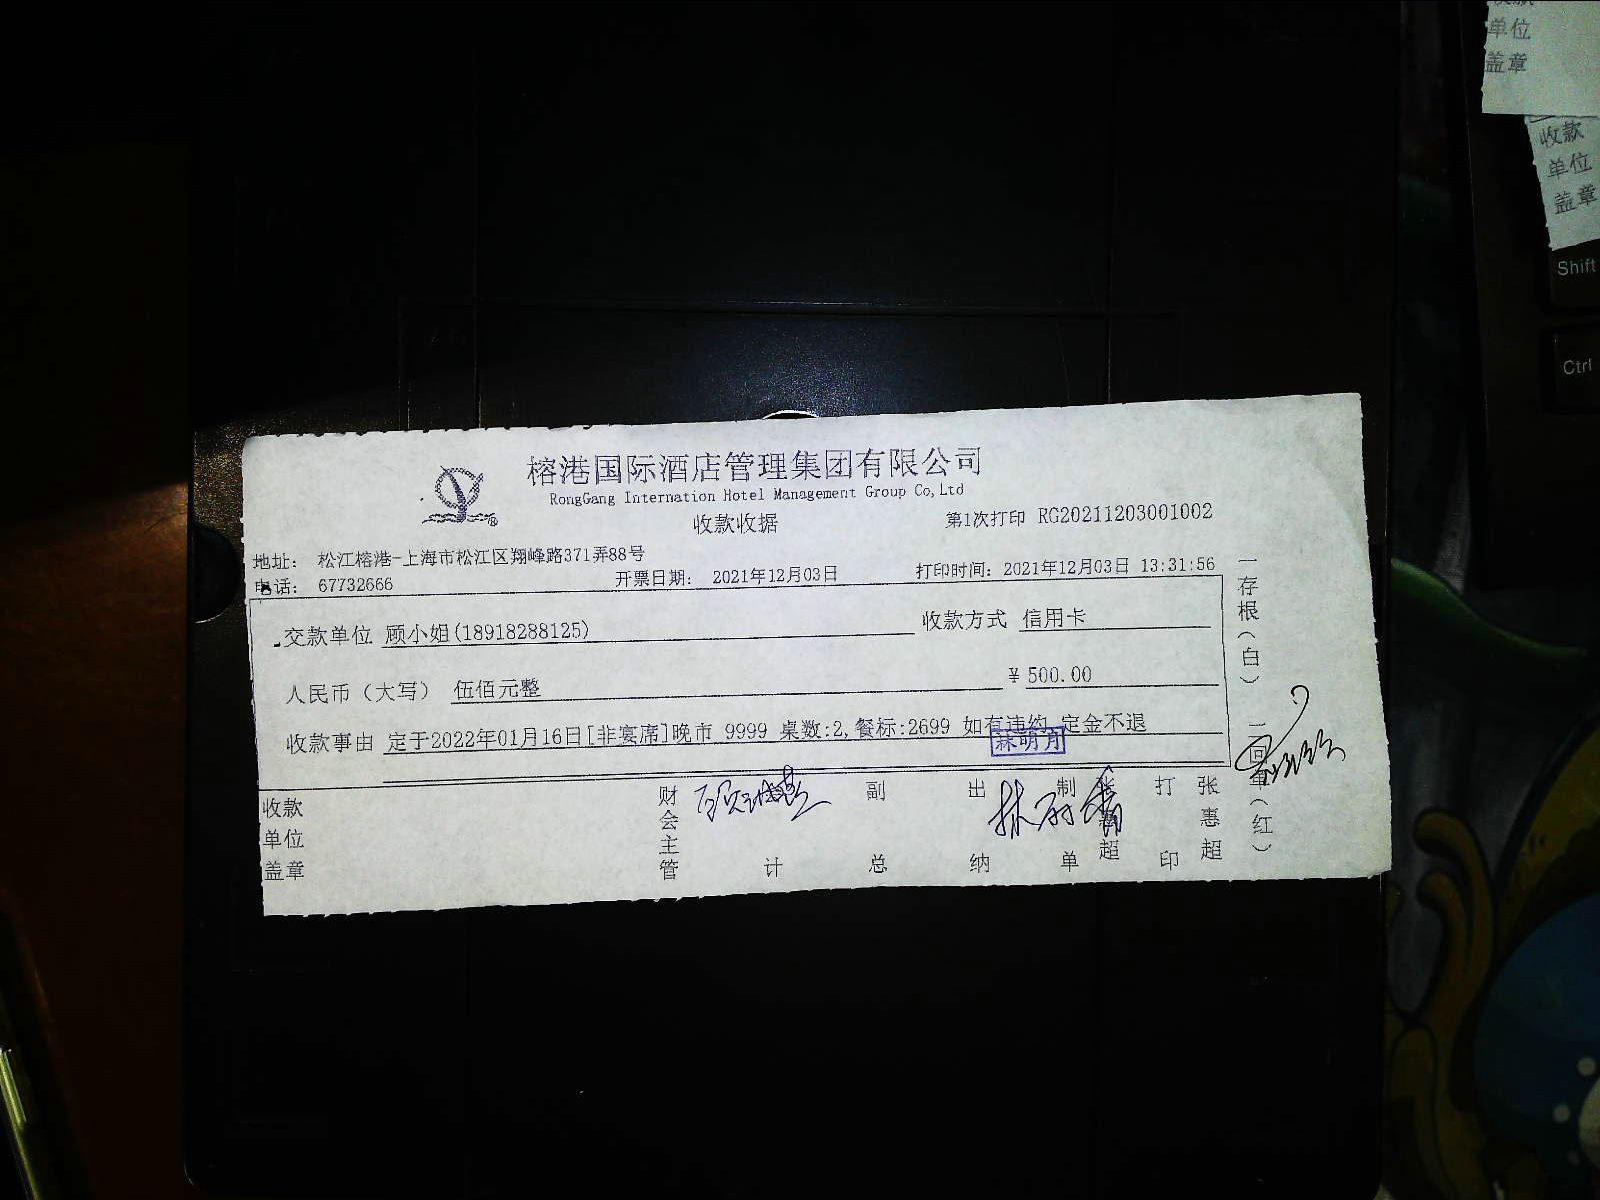 榕港国际酒店管理集团有限公司
RongGang Internation Hotel Management Group Co,Ltd
收款收据
第1次打印 RG20211203001002
地址： 松江榕港-上海市松江区翔峰路371弄88号
电话： 67732666
开票日期： 2021年12月03日
打印时间：2021年12月03日 13:31:56
交款单位 顾小姐(18918288125)
收款方式 信用卡
人民币（大写） 伍佰元整
￥500.00
收款事由 定于2022年01月16日[非宴席]晚市 9999 桌数:2,餐标:2699 如有违约,定金不退
林明月
收款
单位
盖章
财会主管
会计
副总
出纳
制单
打印
张惠超
一存根（白）
二回单（红）
单位
盖章
收款
单位
盖章
Shift
Ctrl